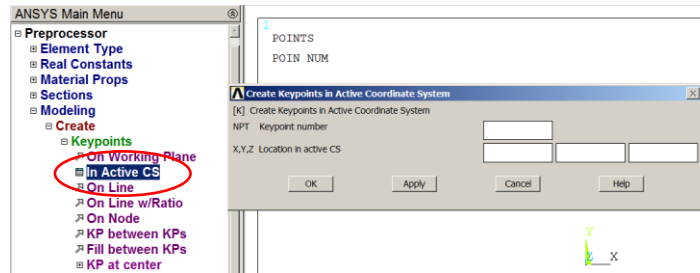 ANSYS Main Menu
Preprocessor
Element Type
Real Constants
Material Props
Sections
Modeling
Create
Keypoints
On Working Plane
In Active CS
On Line
On Line w/Ratio
On Node
KP between KPs
Fill between KPs
KP at center
1
POINTS
POIN NUM
Create Keypoints in Active Coordinate System
[K] Create Keypoints in Active Coordinate System
NPT Keypoint number
X,Y,Z Location in active CS
OK Apply Cancel Help
Y
Z X